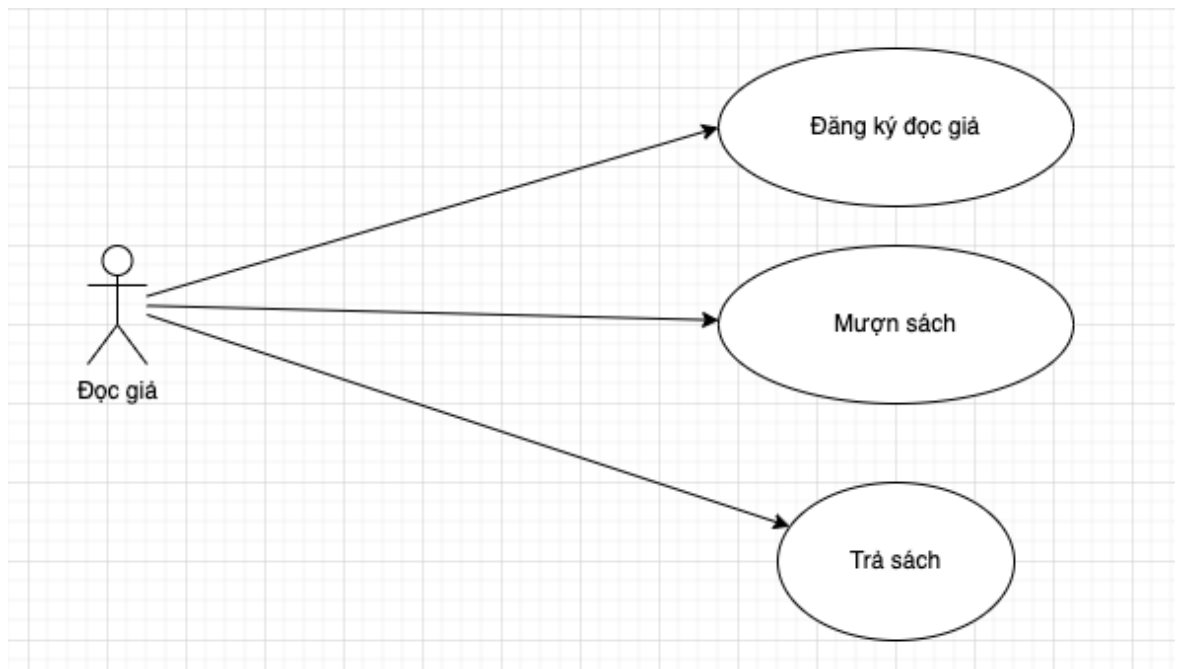 Đăng ký đọc giả
Mượn sách
Đọc giả
Trả sách